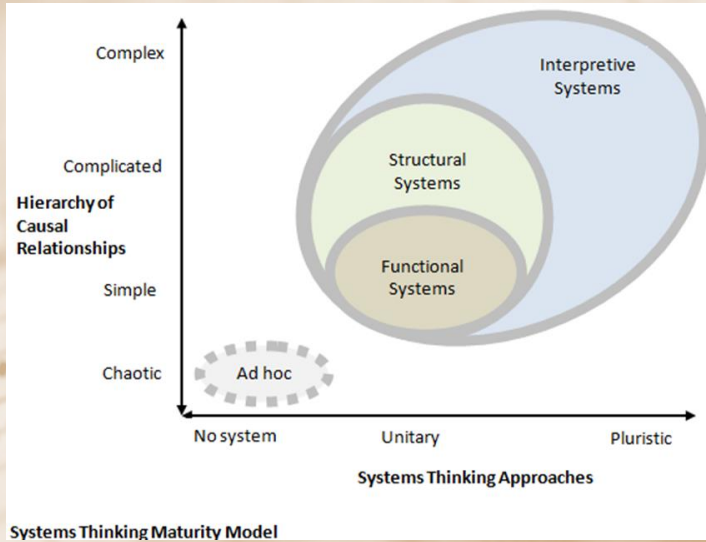 Complex
Interpretive
Systems
Complicated
Structural
Systems
Hierarchy of
Causal
Relationships
Functional
Systems
Simple
Chaotic
Ad hoc
No system
Unitary
Pluristic
Systems Thinking Approaches
Systems Thinking Maturity Model